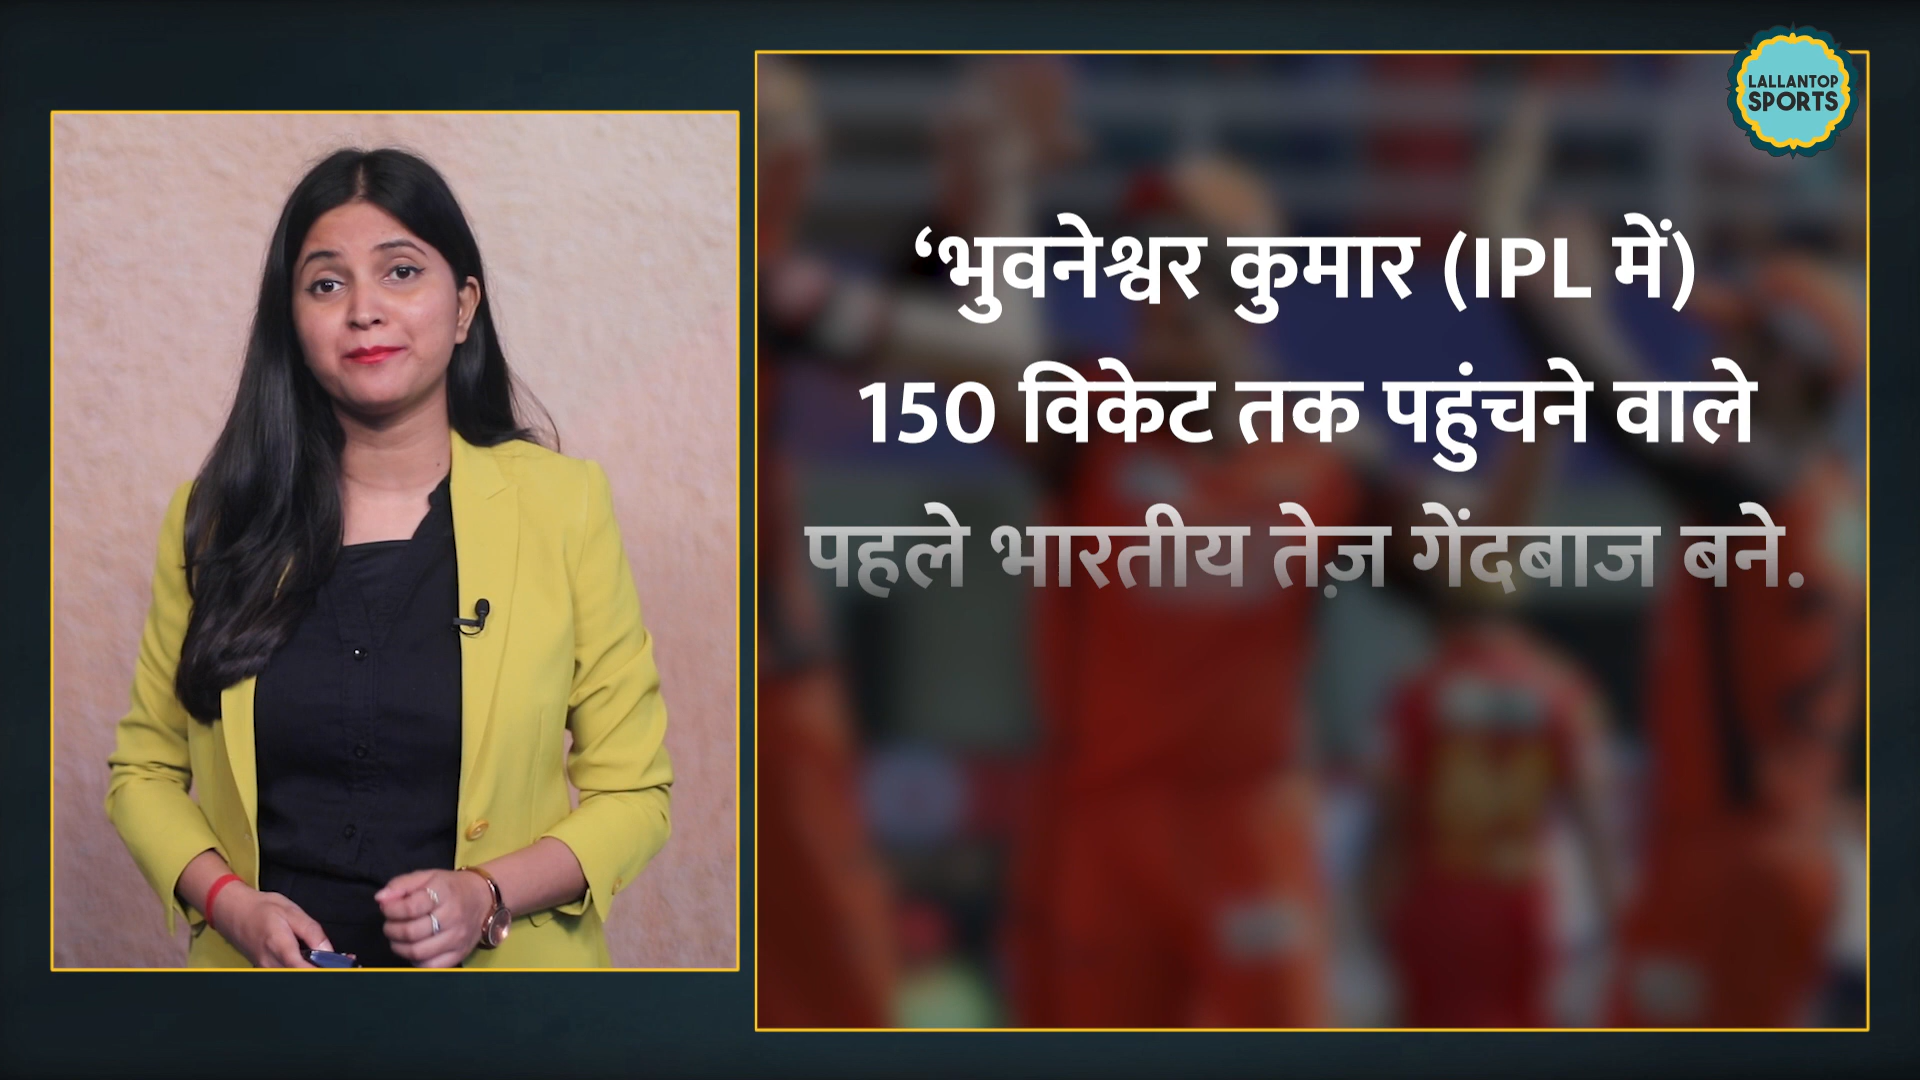 LALLANTOP
SPORTS
‘भुवनेश्वर कुमार (IPL में)
150 विकेट तक पहुंचने वाले
पहले भारतीय तेज़ गेंदबाज बने.